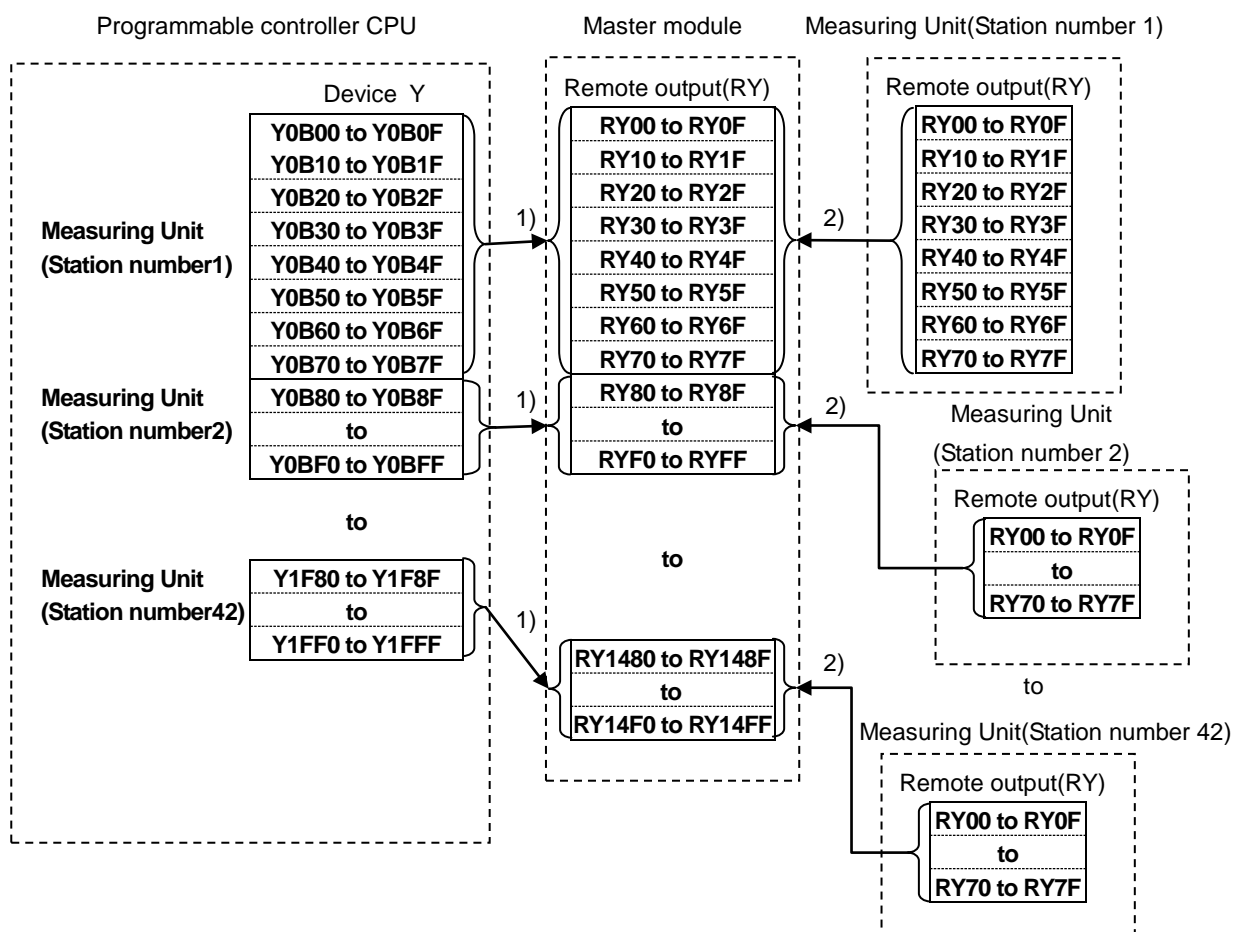 Programmable controller CPU
Master module
Measuring Unit(Station number 1)
Device Y
Y0B00 to Y0B0F
Y0B10 to Y0B1F
Y0B20 to Y0B2F
Y0B30 to Y0B3F
Y0B40 to Y0B4F
Y0B50 to Y0B5F
Y0B60 to Y0B6F
Y0B70 to Y0B7F
Measuring Unit
(Station number1)
1)
Y0B80 to Y0B8F
to
Y0BF0 to Y0BFF
Measuring Unit
(Station number2)
1)
to
Measuring Unit
(Station number42)
Y1F80 to Y1F8F
to
Y1FF0 to Y1FFF
1)
Remote output(RY)
RY00 to RY0F
RY10 to RY1F
RY20 to RY2F
RY30 to RY3F
RY40 to RY4F
RY50 to RY5F
RY60 to RY6F
RY70 to RY7F
RY80 to RY8F
to
RYF0 to RYFF
to
RY1480 to RY148F
to
RY14F0 to RY14FF
2)
2)
2)
Remote output(RY)
RY00 to RY0F
RY10 to RY1F
RY20 to RY2F
RY30 to RY3F
RY40 to RY4F
RY50 to RY5F
RY60 to RY6F
RY70 to RY7F
Measuring Unit
(Station number 2)
Remote output(RY)
RY00 to RY0F
to
RY70 to RY7F
to
Measuring Unit(Station number 42)
Remote output(RY)
RY00 to RY0F
to
RY70 to RY7F